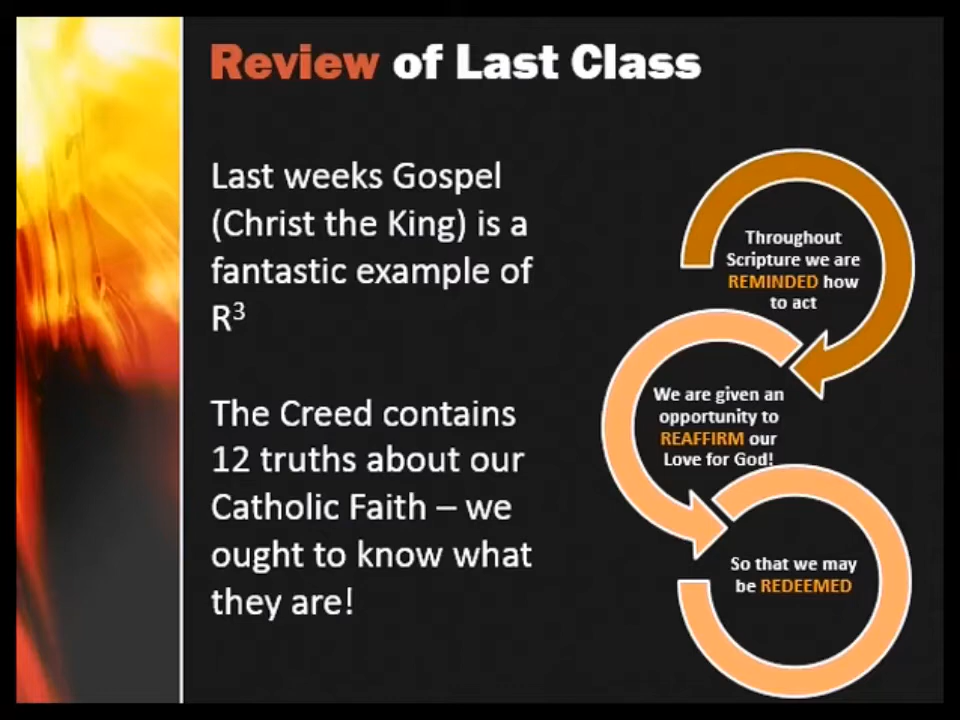 Review of Last Class
Last weeks Gospel
(Christ the King) is a
fantastic example of
R³
The Creed contains
12 truths about our
Catholic Faith – we
ought to know what
they are!
Throughout
Scripture we are
REMINDED how
to act
We are given an
opportunity to
REAFFIRM our
Love for God!
So that we may
be REDEEMED